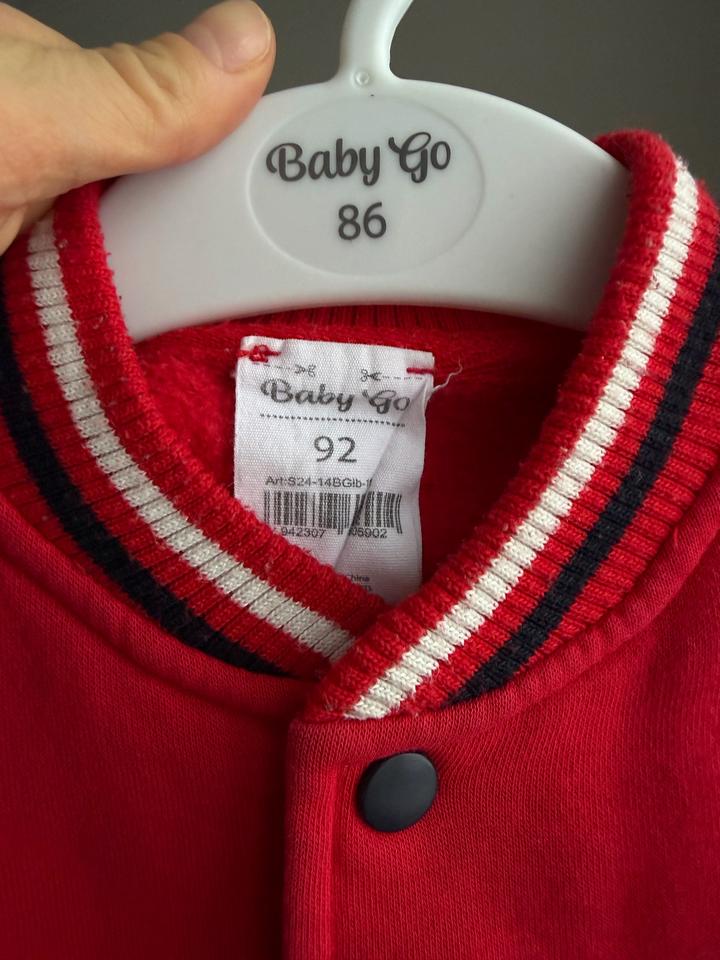 Baby Go
86
Baby Go
92
Art:S24-14BGIb-1
942307 05902
China